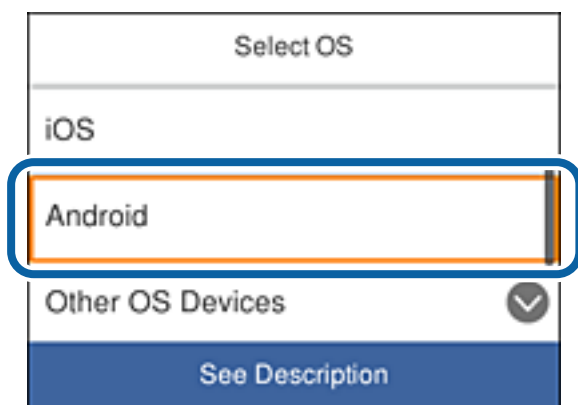 Select OS
iOS
Android
Other OS Devices
See Description